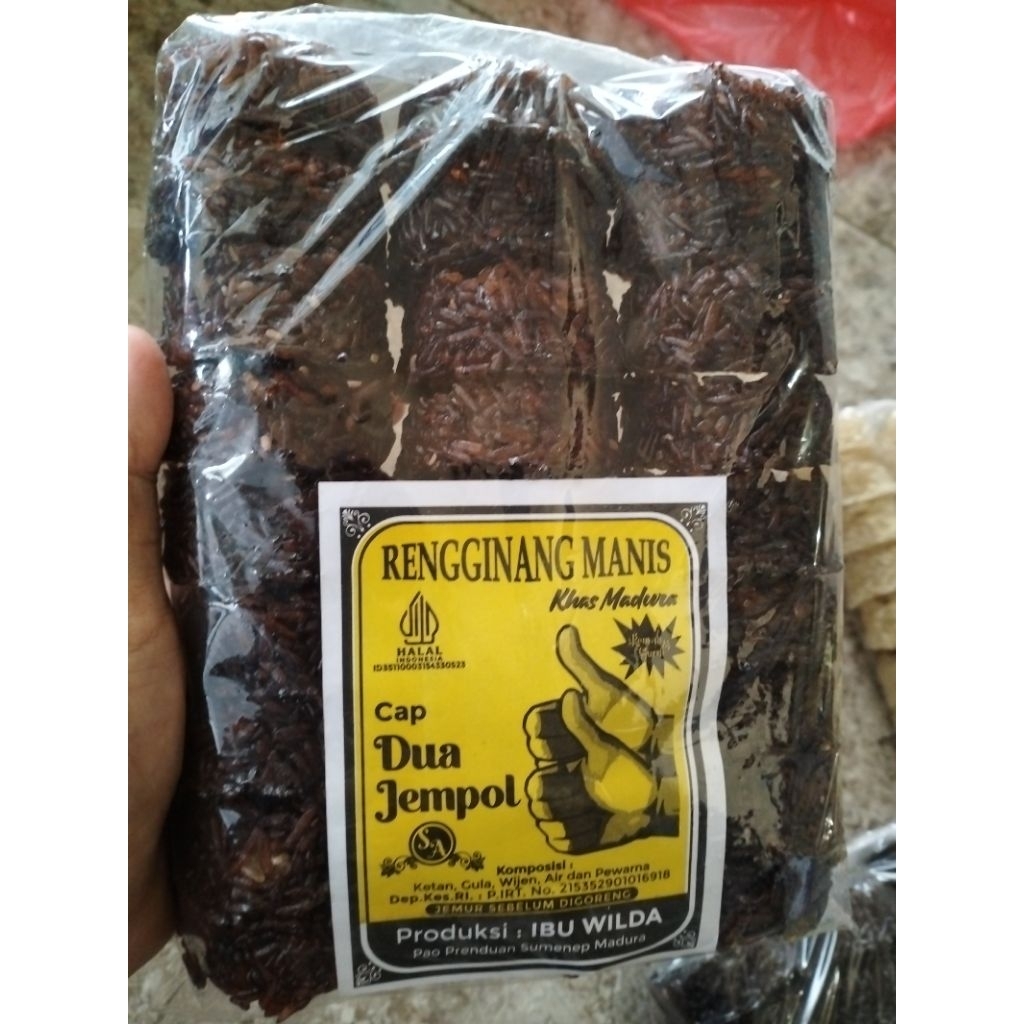 RENGGINANG MANIS
Khas Madura
HALAL
INDONESIA
ID35110003154330523
Cap
Dua
Jempol
SA
Komposisi :
Ketan, Gula, Wijen, Air dan Pewarna
Dep.Kes.RI. : P.IRT. No. 215352901016918
JEMUR SEBELUM DIGORENG
Produksi : IBU WILDA
Pao Prenduan Sumenep Madura